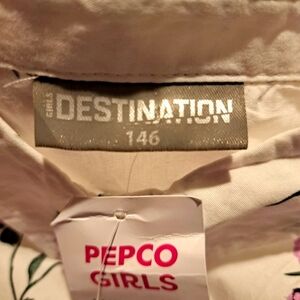 GIRLS
DESTINATION
146
PEPCO
GIRLS